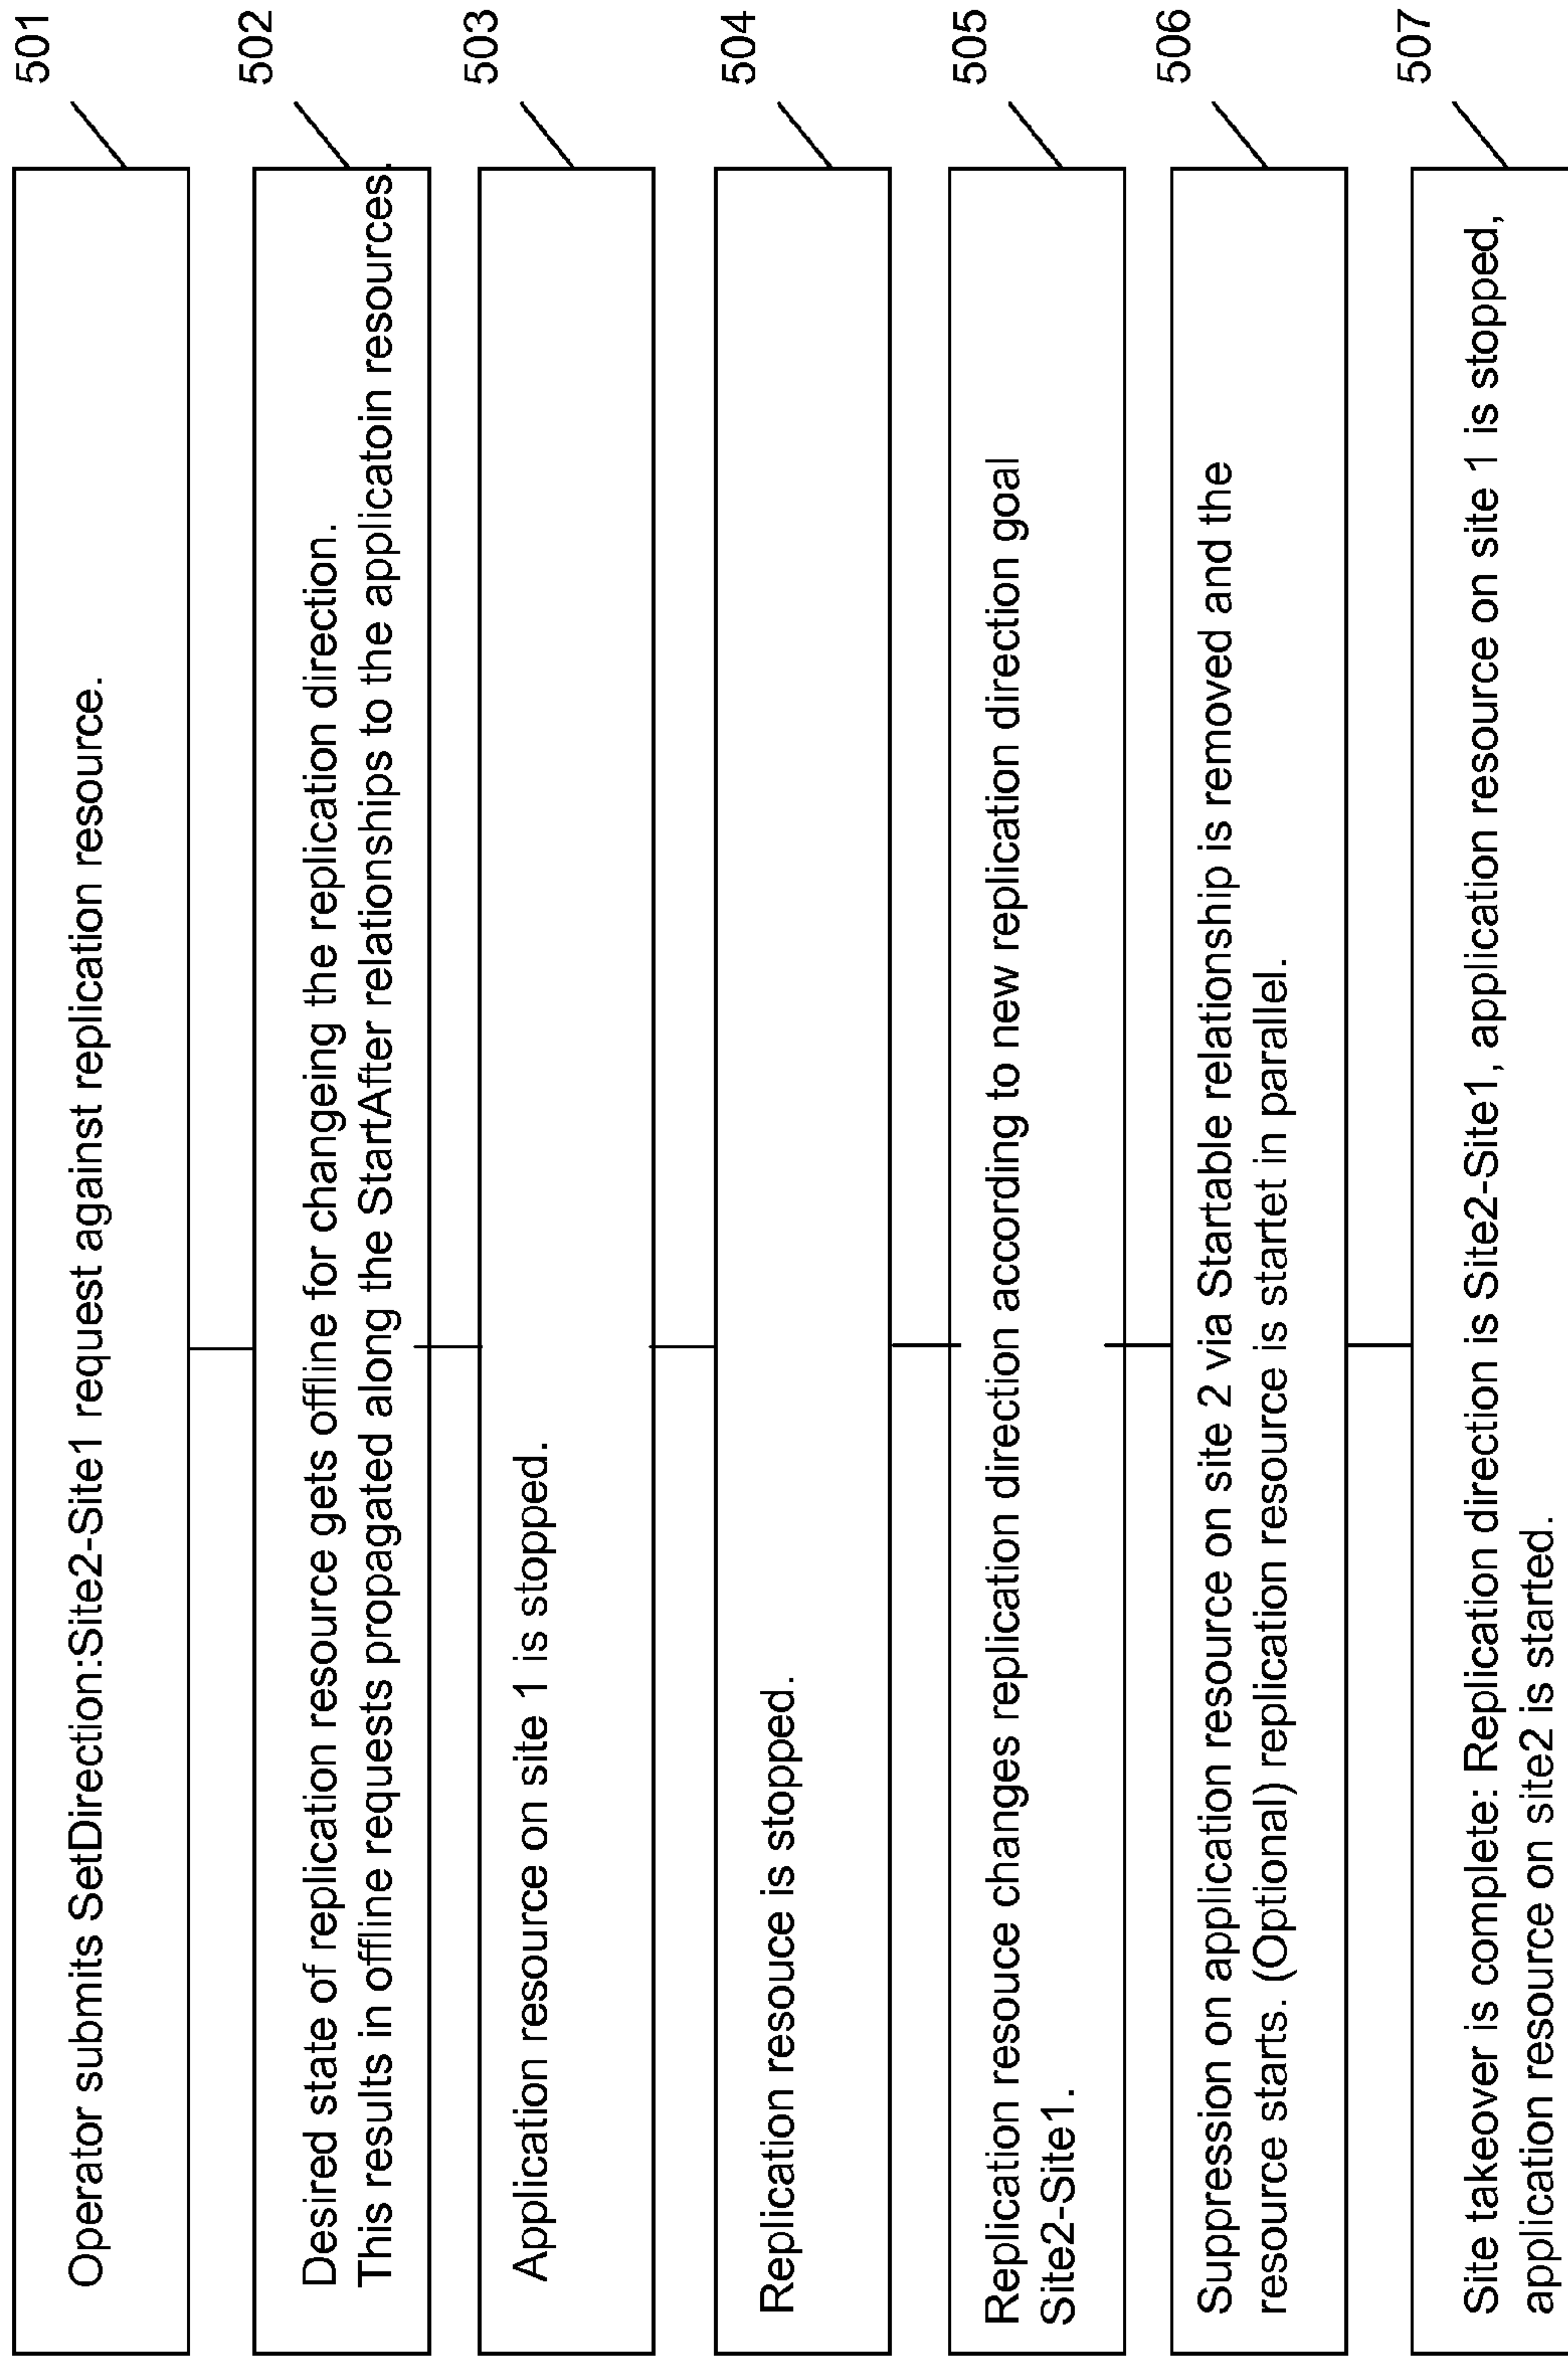 501
Operator submits SetDirection:Site2-Site1 request against replication resource.
502
Desired state of replication resource gets offline for changeing the replication direction.
This results in offline requests propagated along the StartAfter relationships to the applicatoin resources.
503
Application resource on site 1 is stopped.
504
Replication resouce is stopped.
505
Replication resouce changes replication direction according to new replication direction goal
Site2-Site1.
506
Suppression on application resource on site 2 via Startable relationship is removed and the
resource starts. (Optional) replication resource is startet in parallel.
507
Site takeover is complete: Replication direction is Site2-Site1, application resource on site 1 is stopped,
application resource on site2 is started.